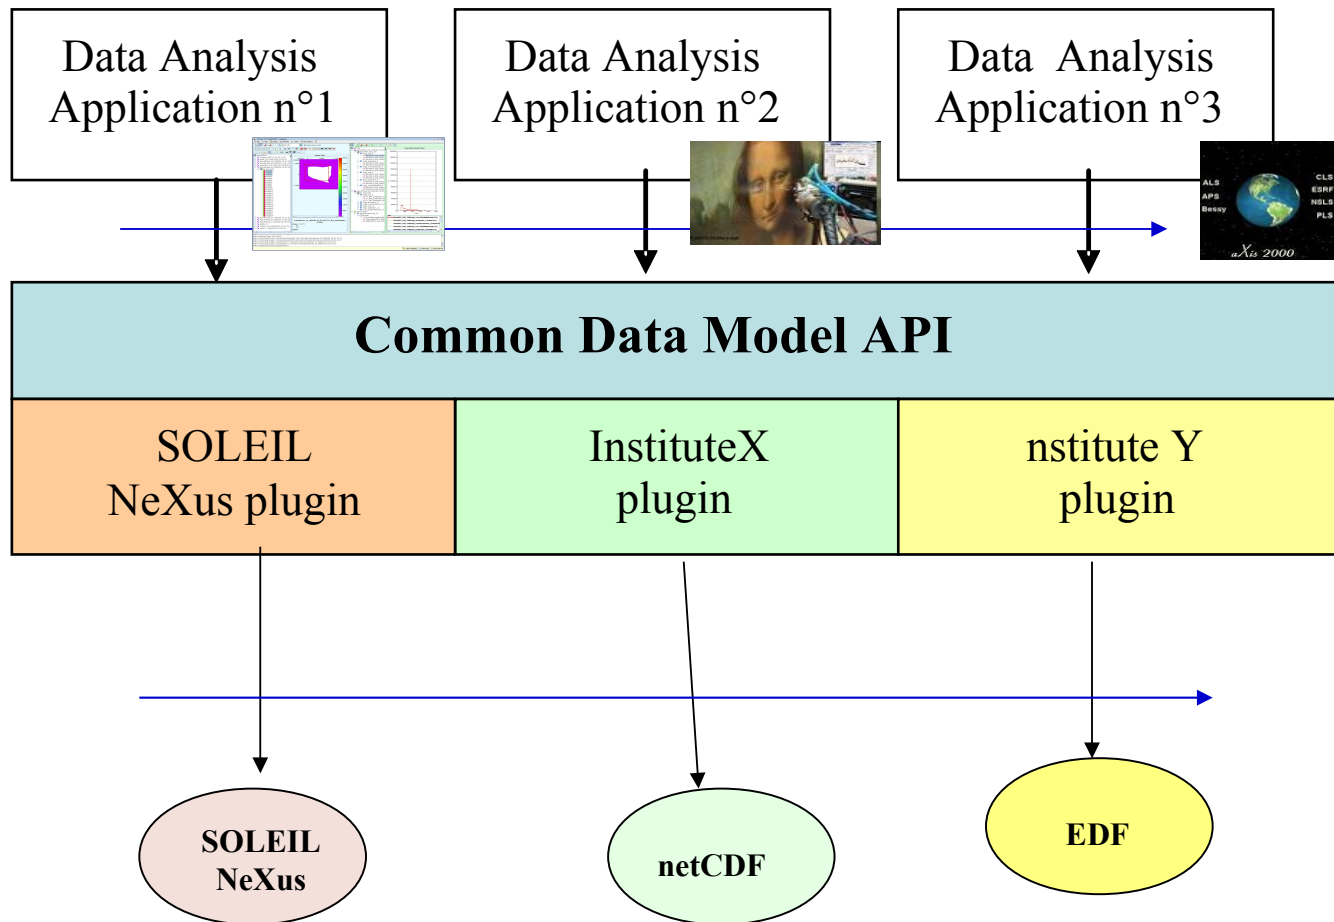 Data Analysis
Application n°1
Data Analysis
Application n°2
Data Analysis
Application n°3
ALS
APS
Bessy
CLS
ESRF
NSLS
PLS
aXis 2000
Common Data Model API
SOLEIL
NeXus plugin
InstituteX
plugin
nstitute Y
plugin
SOLEIL
NeXus
netCDF
EDF